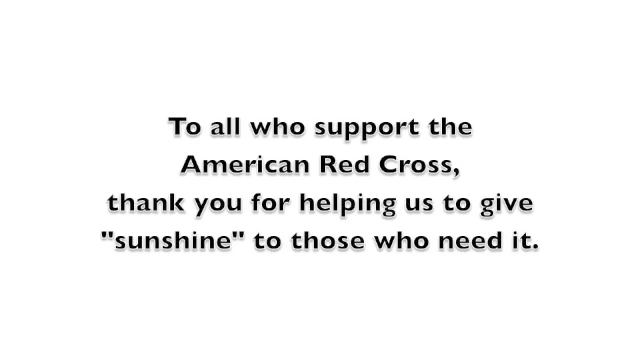 To all who support the
American Red Cross,
thank you for helping us to give
"sunshine" to those who need it.